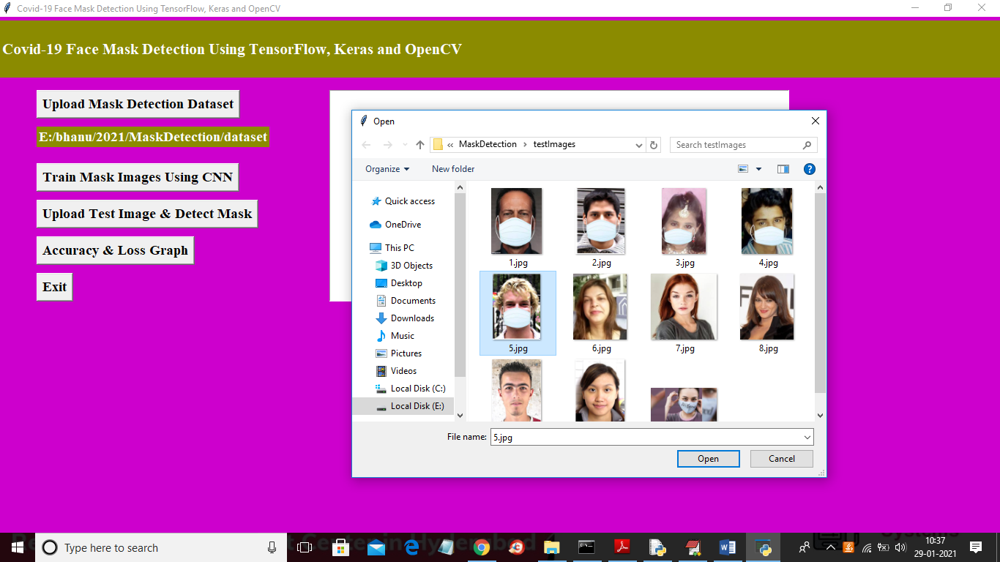 Covid-19 Face Mask Detection Using TensorFlow, Keras and OpenCV
Covid-19 Face Mask Detection Using TensorFlow, Keras and OpenCV
Upload Mask Detection Dataset
E:/bhanu/2021/MaskDetection/dataset
Train Mask Images Using CNN
Upload Test Image & Detect Mask
Accuracy & Loss Graph
Exit
Open
« MaskDetection › testImages
Search testImages
Organize
New folder
Quick access
OneDrive
This PC
3D Objects
Desktop
Documents
Downloads
Music
Pictures
Videos
Local Disk (C:)
Local Disk (E:)
1.jpg
2.jpg
3.jpg
4.jpg
5.jpg
6.jpg
7.jpg
8.jpg
File name:
5.jpg
Open
Cancel
Type here to search
10:37
29-01-2021